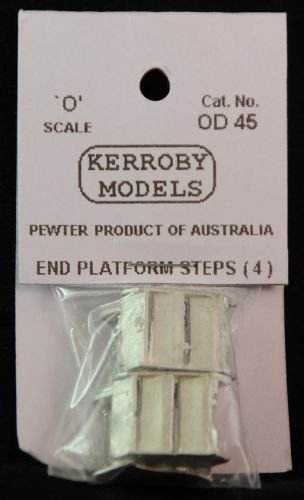 `O'
SCALE
Cat. No.
OD 45
KERROBY
MODELS
PEWTER PRODUCT OF AUSTRALIA
END PLATFORM STEPS ( 4 )